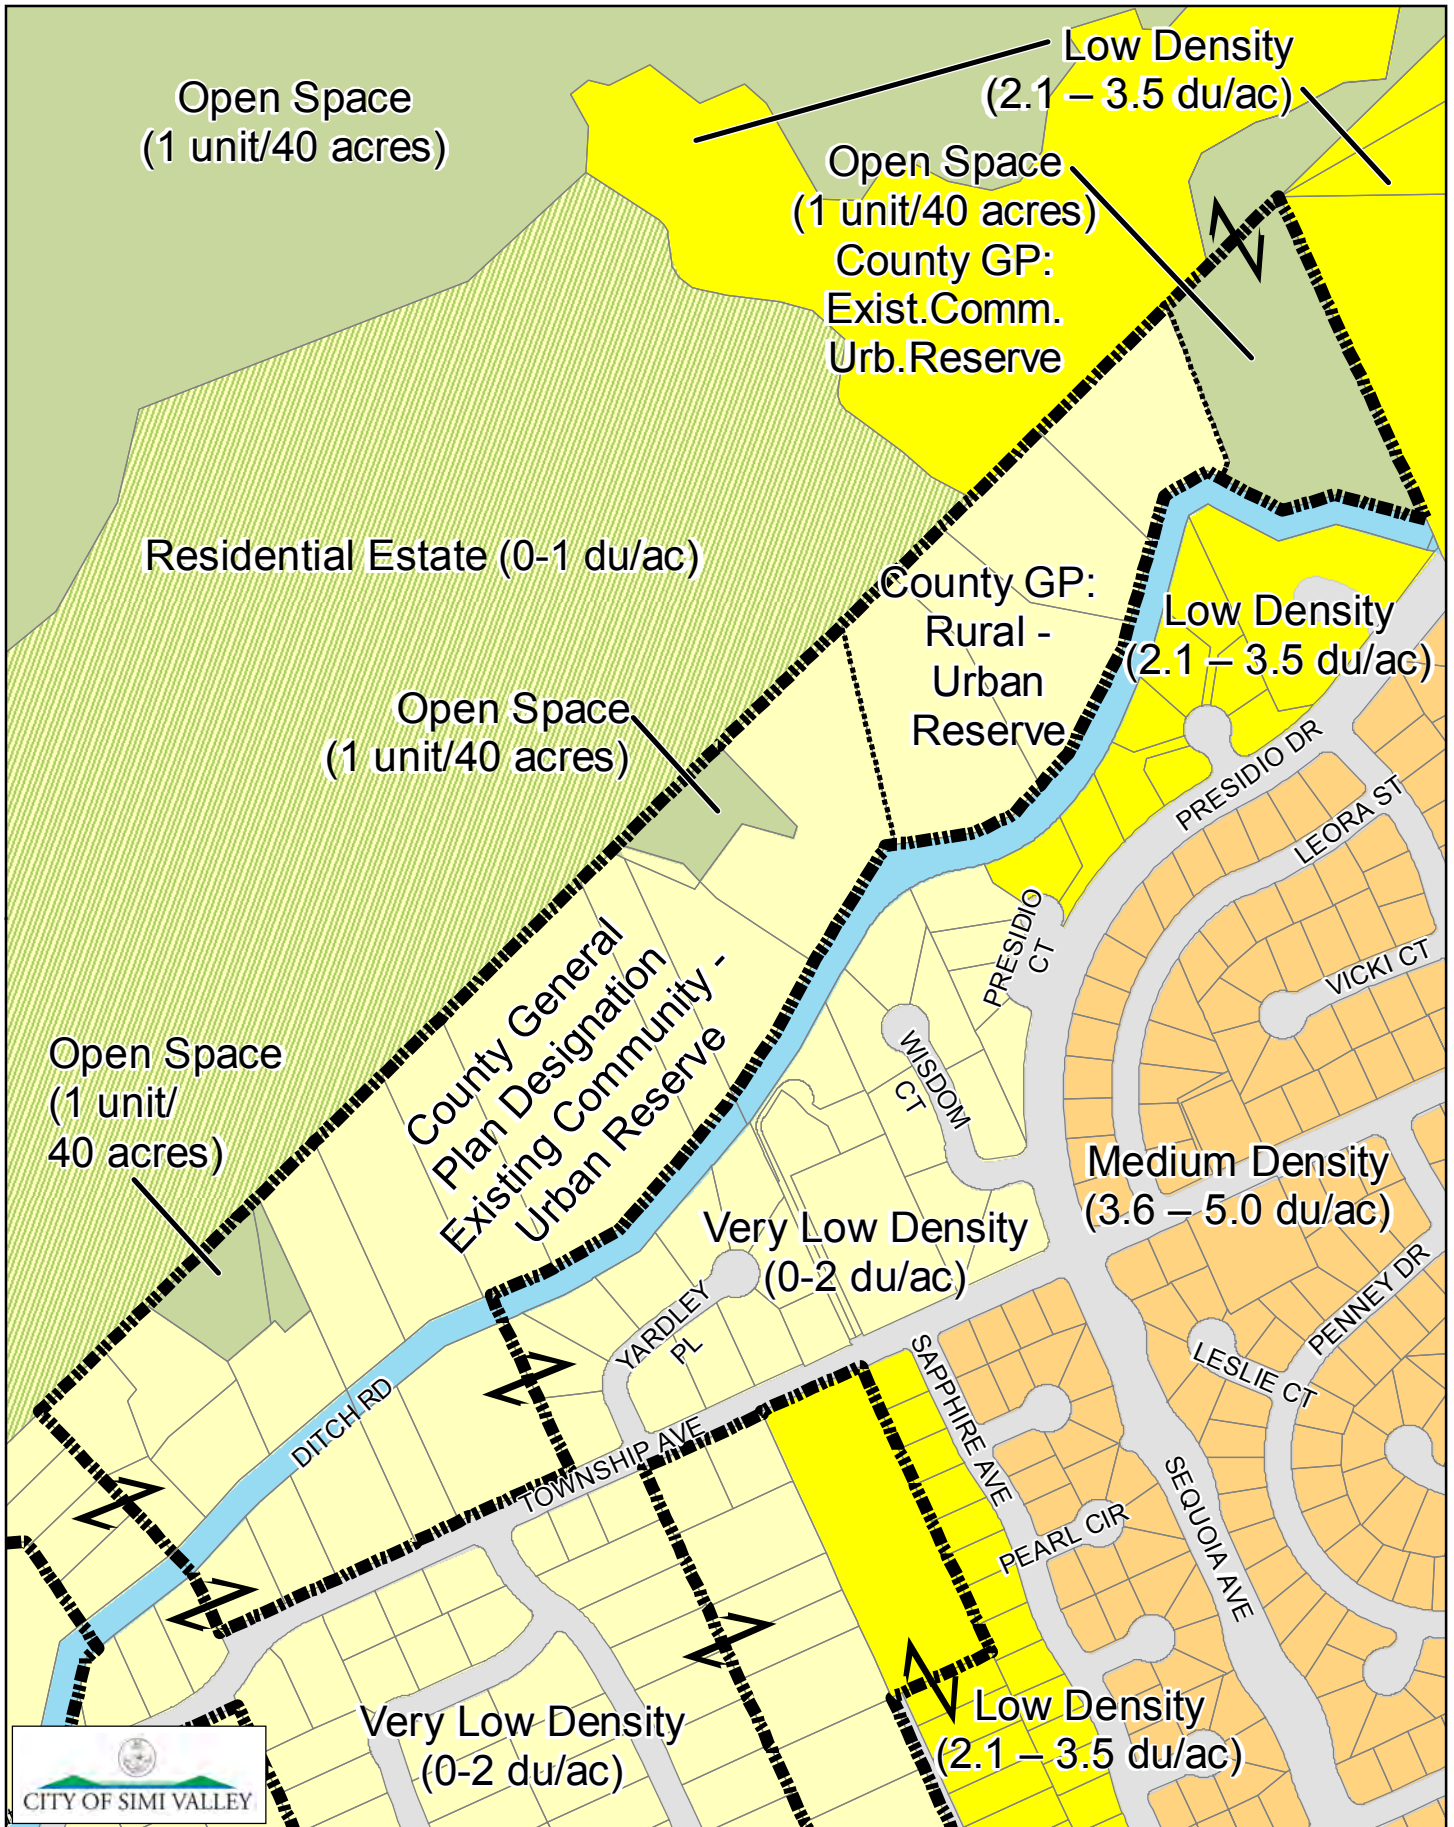 Low Density
(2.1 – 3.5 du/ac)
Open Space
(1 unit/40 acres)
Open Space
(1 unit/40 acres)
County GP:
Exist.Comm.
Urb.Reserve
Residential Estate (0-1 du/ac)
County GP:
Rural -
Urban
Reserve
Low Density
(2.1 – 3.5 du/ac)
Open Space
(1 unit/40 acres)
PRESIDIO DR
LEORA ST
PRESIDIO
CT
VICKI CT
County General
Plan Designation
Existing Community -
Urban Reserve
WISDOM
CT
Open Space
(1 unit/
40 acres)
Medium Density
(3.6 – 5.0 du/ac)
Very Low Density
(0-2 du/ac)
YARDLEY
PL
PENNEY DR
LESLIE CT
SAPPHIRE AVE
DITCH RD
TOWNSHIP AVE
SEQUOIA AVE
PEARL CIR
Very Low Density
(0-2 du/ac)
Low Density
(2.1 – 3.5 du/ac)
CITY OF SIMI VALLEY